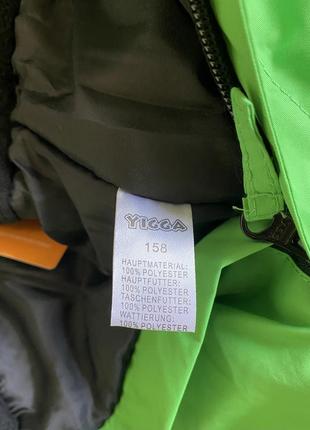 YIGGA
158
HAUPTMATERIAL:
100% POLYESTER
HAUPTFUTTER:
100% POLYESTER
TASCHENFUTTER:
100% POLYESTER
WATTIERUNG:
100% POLYESTER